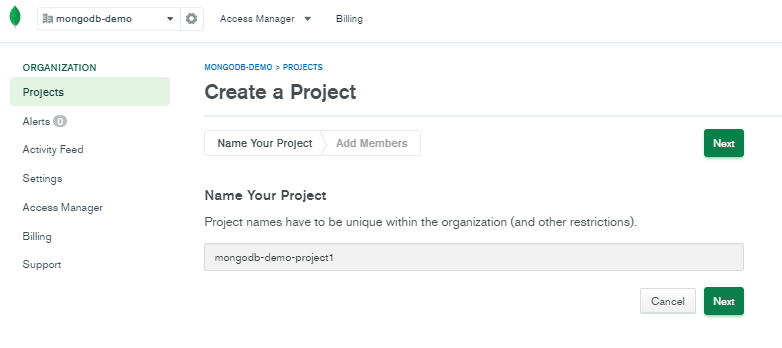 mongodb-demo Access Manager Billing
ORGANIZATION
Projects
Alerts 0
Activity Feed
Settings
Access Manager
Billing
Support
MONGODB-DEMO > PROJECTS
Create a Project
Name Your Project Add Members Next
Name Your Project
Project names have to be unique within the organization (and other restrictions).
mongodb-demo-project1
Cancel Next